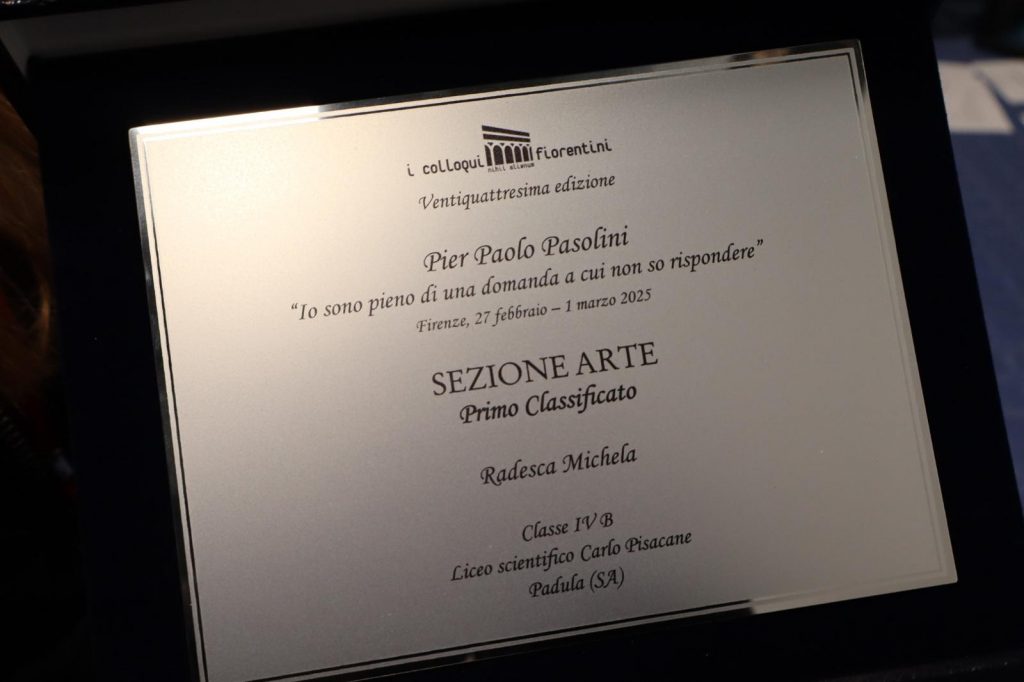 i colloqui fiorentini
nihil alienum
Ventiquattresima edizione
Pier Paolo Pasolini
“Io sono pieno di una domanda a cui non so rispondere”
Firenze, 27 febbraio – 1 marzo 2025
SEZIONE ARTE
Primo Classificato
Radesca Michela
Classe IV B
Liceo scientifico Carlo Pisacane
Padula (SA)